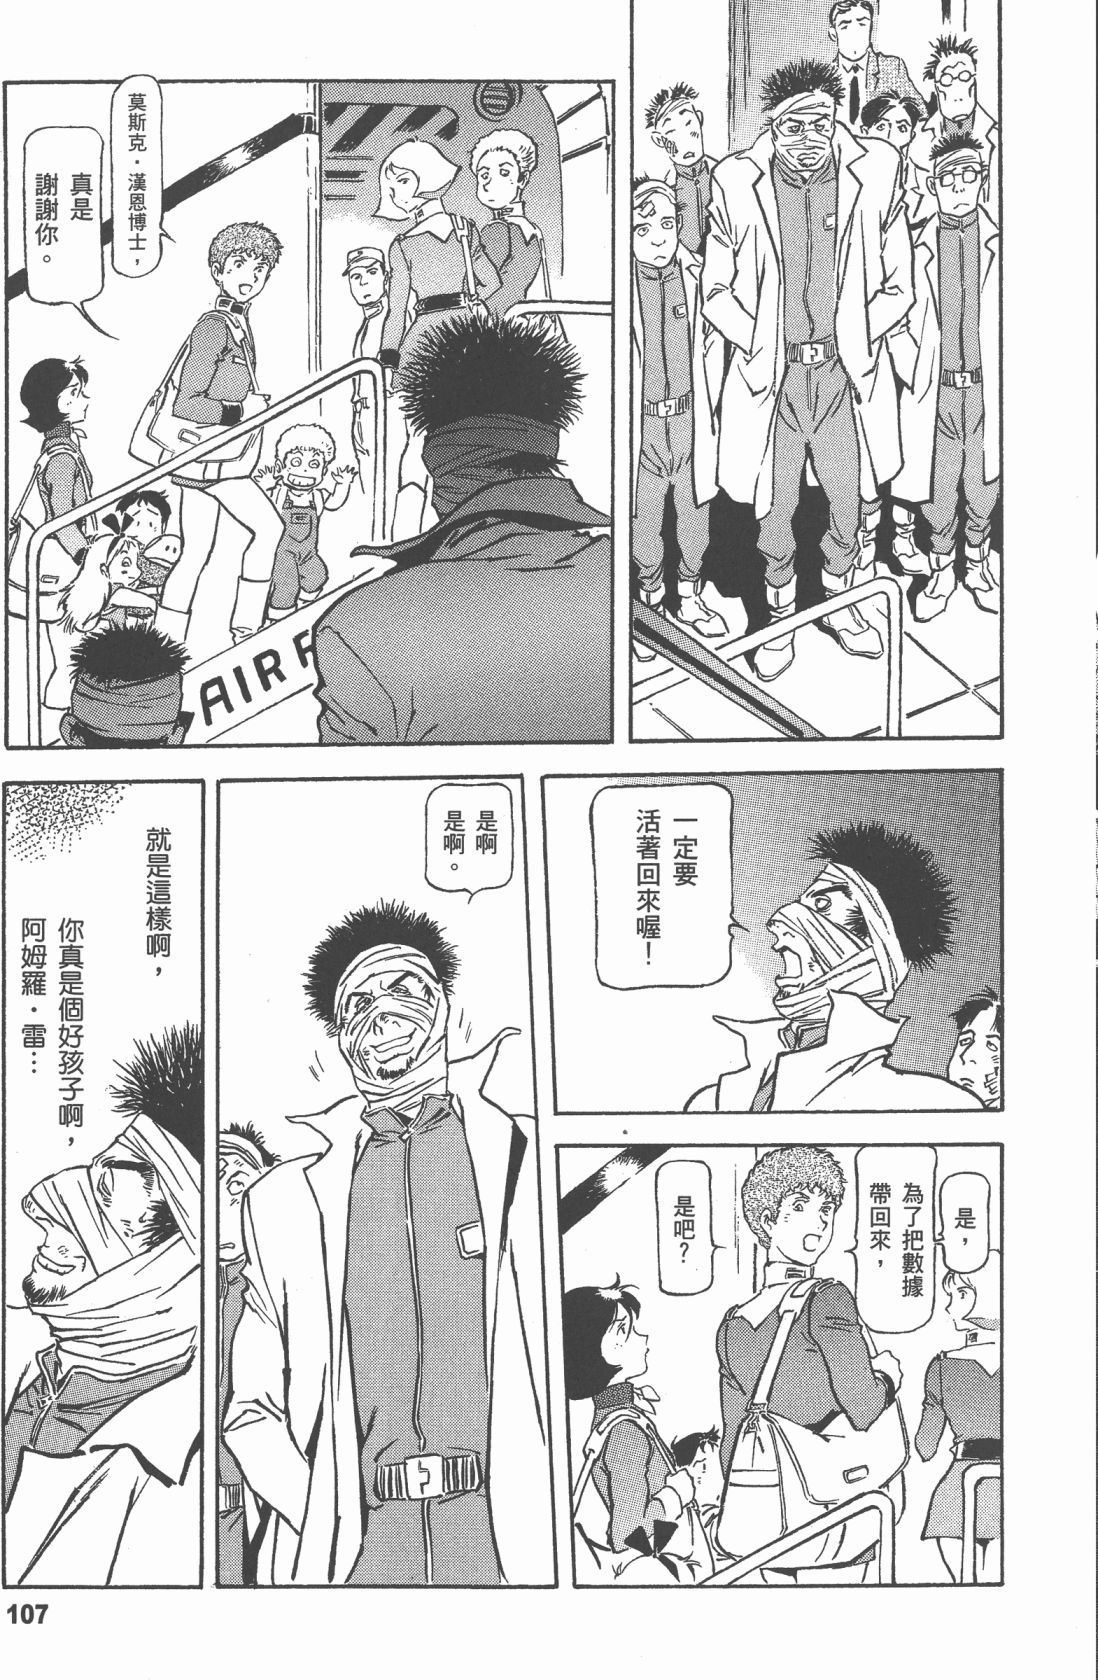 莫斯克．漢恩博士，
真是
謝謝你。
AIR F
一定要
活著回來喔！
是，
為了把數據
帶回來，
是吧？
是啊
是啊。
就是這樣啊，
你真是個好孩子啊，
阿姆羅．雷…
107